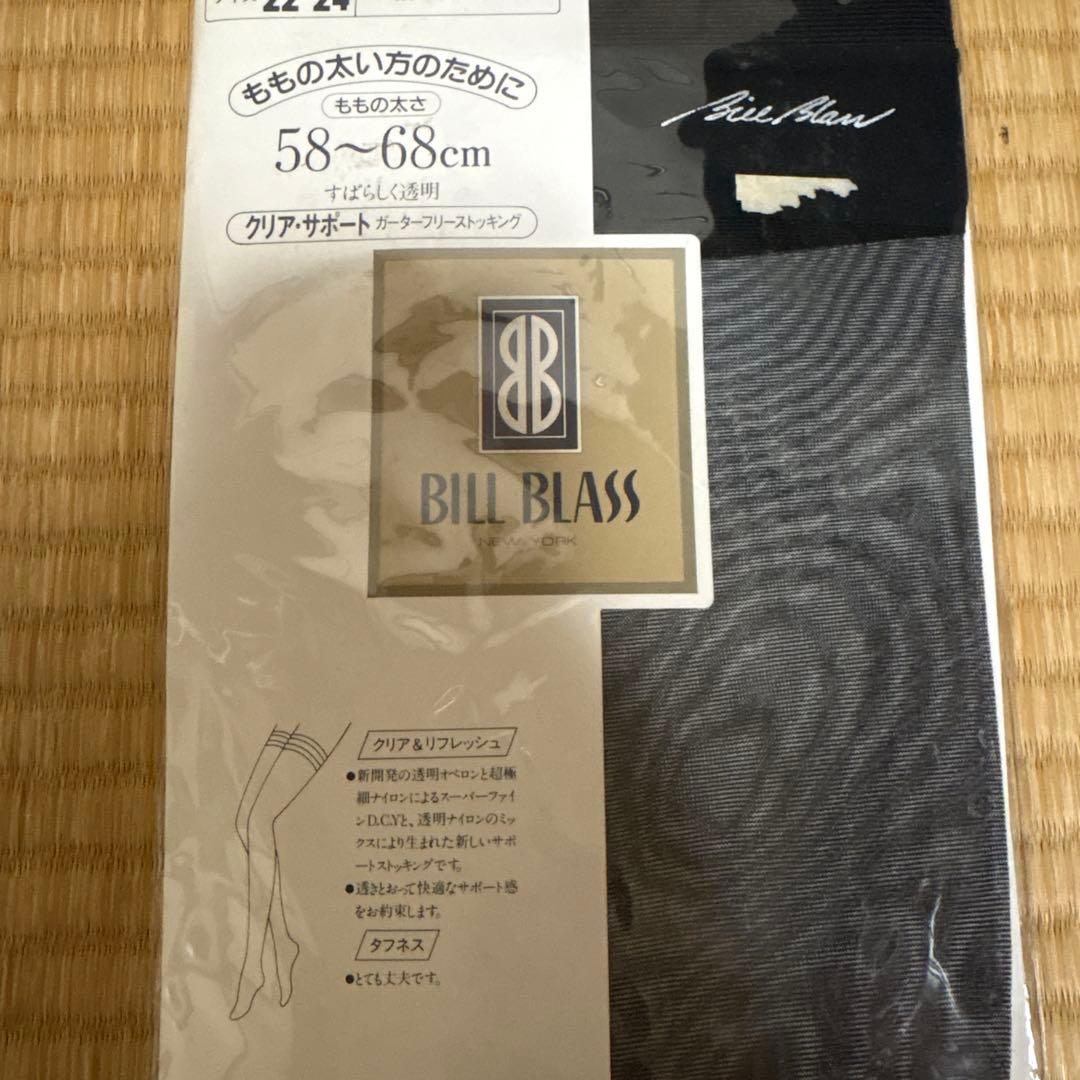 サイズ 22~24
ももの太い方のために
ももの太さ
58〜68cm
すばらしく透明
クリア・サポート ガーターフリーストッキング
Bill Blass
BILL BLASS
NEW YORK
クリア&リフレッシュ
●新開発の透明オペロンと超極
細ナイロンによるスーパーファイ
ンD.C.Yと、透明ナイロンのミッ
クスにより生まれた新しいサポ
ートストッキングです。
●透きとおって快適なサポート感
をお約束します。
タフネス
●とても丈夫です。